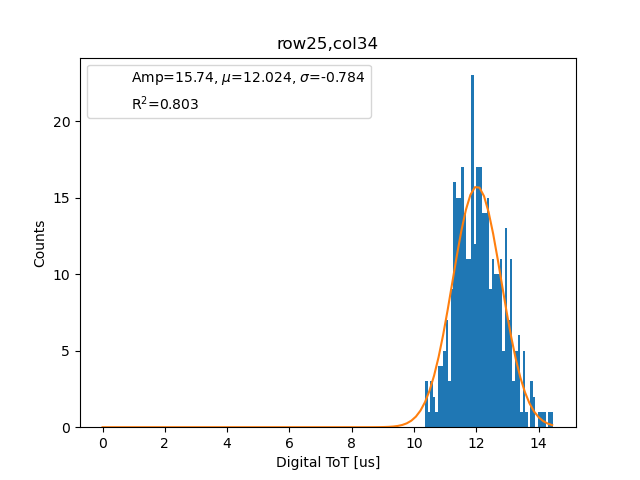 row25,col34
Amp=15.74, μ=12.024, σ=-0.784
R²=0.803
20
15
10
5
0
Counts
0 2 4 6 8 10 12 14
Digital ToT [us]